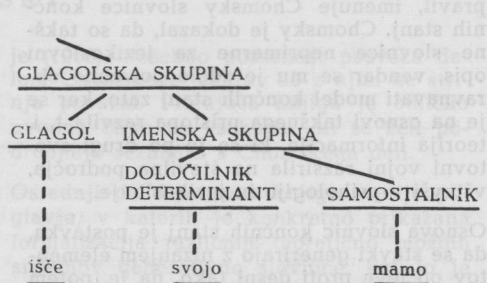 GLAGOLSKA SKUPINA
GLAGOL IMENSKA SKUPINA
DOLOČILNIK
DETERMINANT SAMOSTALNIK
išče svojo mamo